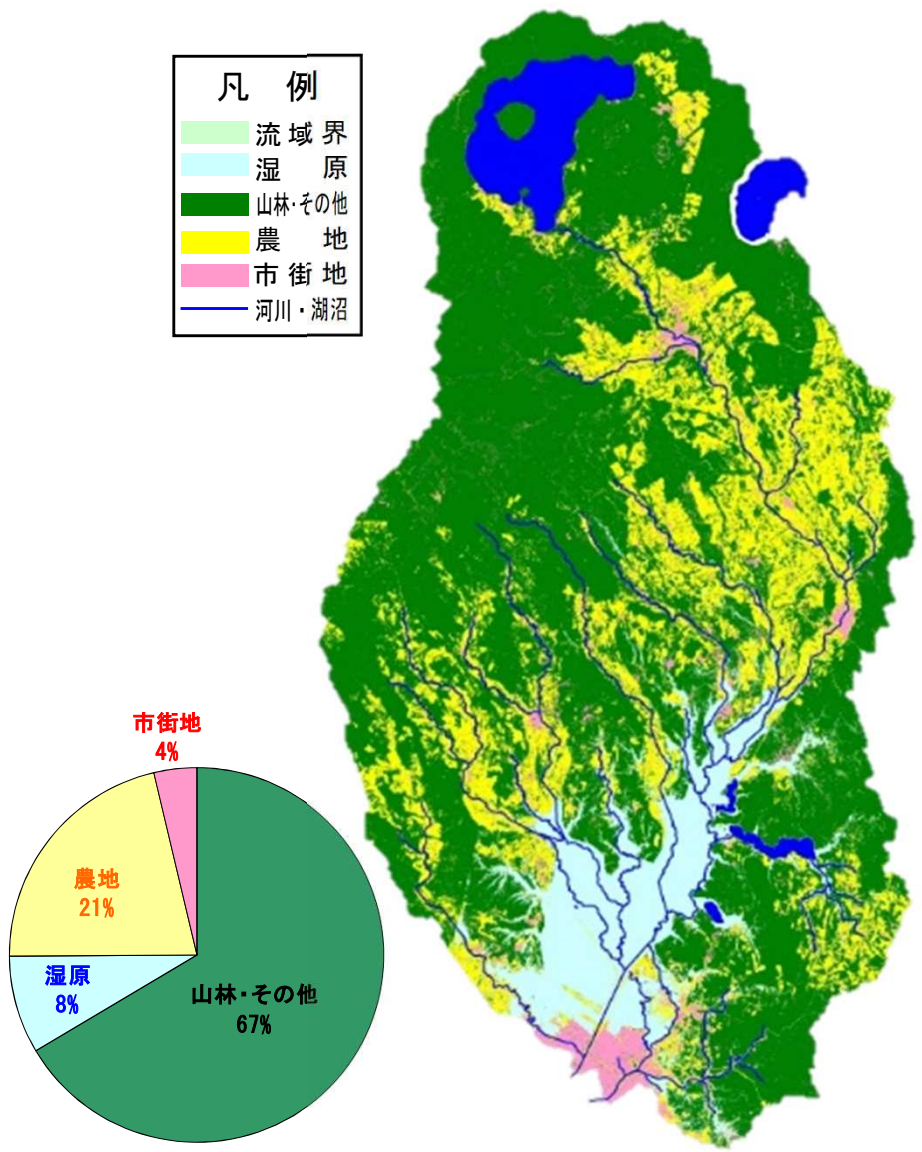 凡 例
流域界
湿 原
山林・その他
農 地
市街地
河川・湖沼
市街地
4%
農地
21%
湿原
8%
山林・その他
67%